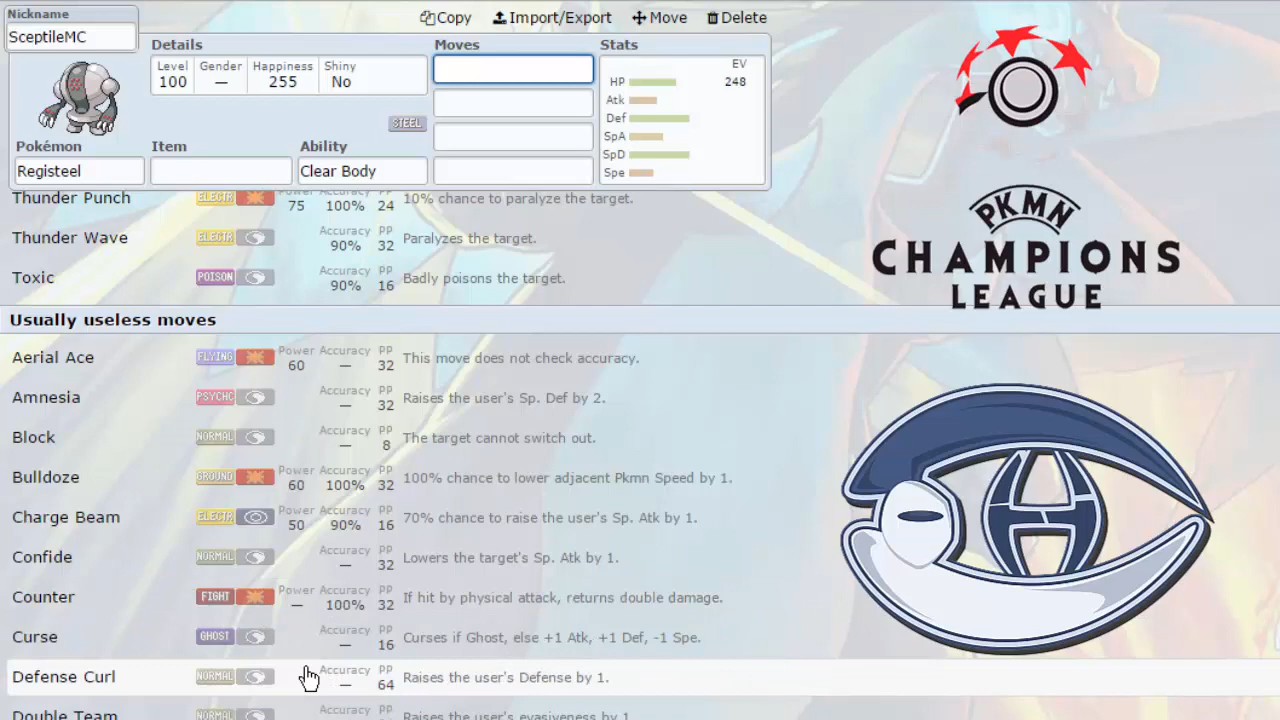 Nickname
SceptileMC
Copy Import/Export Move Delete
Details
Level Gender Happiness Shiny
100 — 255 No
STEEL
Pokémon Item Ability
Registeel Clear Body
Moves
Stats
EV
HP 248
Atk
Def
SpA
SpD
Spe
PKMN
CHAMPIONS
LEAGUE
Thunder Punch ELECTR Power 75 Accuracy 100% PP 24 10% chance to paralyze the target.
Thunder Wave ELECTR Accuracy 90% PP 32 Paralyzes the target.
Toxic POISON Accuracy 90% PP 16 Badly poisons the target.
Usually useless moves
Aerial Ace FLYING Power 60 Accuracy — PP 32 This move does not check accuracy.
Amnesia PSYCHC Accuracy — PP 32 Raises the user's Sp. Def by 2.
Block NORMAL Accuracy — PP 8 The target cannot switch out.
Bulldoze GROUND Power 60 Accuracy 100% PP 32 100% chance to lower adjacent Pkmn Speed by 1.
Charge Beam ELECTR Power 50 Accuracy 90% PP 16 70% chance to raise the user's Sp. Atk by 1.
Confide NORMAL Accuracy — PP 32 Lowers the target's Sp. Atk by 1.
Counter FIGHT Power — Accuracy 100% PP 32 If hit by physical attack, returns double damage.
Curse GHOST Accuracy — PP 16 Curses if Ghost, else +1 Atk, +1 Def, -1 Spe.
Defense Curl NORMAL Accuracy — PP 64 Raises the user's Defense by 1.
Double Team NORMAL Accuracy PP Raises the user's evasiveness by 1